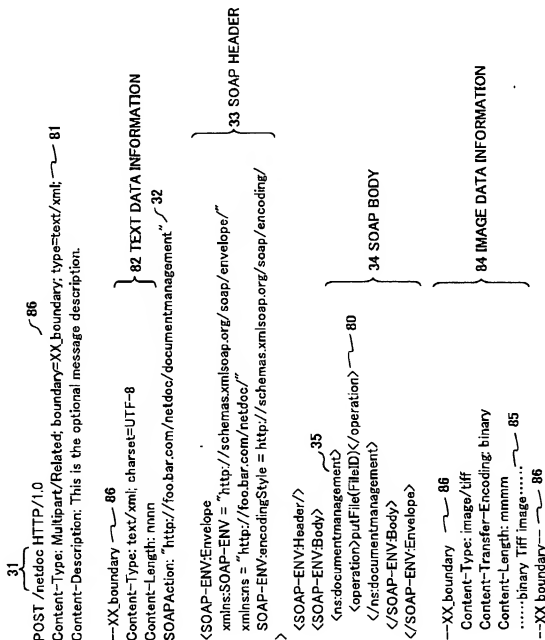 31
POST /netdoc HTTP/1.0 86
Content-Type: Multipart/Related; boundary=XX_boundary; type=text/xml; 81
Content-Description: This is the optional message description.
--XX_boundary 86
Content-Type: text/xml; charset=UTF-8
Content-Length: nnnn
82 TEXT DATA INFORMATION
SOAPAction: "http://foo.bar.com/netdoc/documentmanagement" 32
<SOAP-ENV:Envelope
xmlns:SOAP-ENV = "http://schemas.xmlsoap.org/soap/envelope/"
xmlnsns = "http://foo.bar.com/netdoc/"
SOAP-ENV:encodingStyle = http://schemas.xmlsoap.org/soap/encoding/
>
33 SOAP HEADER
<SOAP-ENV:Header/>
<SOAP-ENV:Body> 35
<ns:documentmanagement>
<operation>putFile(FileID)</operation> 80
</ns:documentmanagement>
</SOAP-ENV:Body>
</SOAP-ENV:Envelope>
34 SOAP BODY
--XX_boundary 86
Content-Type: image/tiff
Content-Transfer-Encoding: binary
Content-Length: mmmm
84 IMAGE DATA INFORMATION
......binary Tiff image....... 85
--XX_boundary-- 86